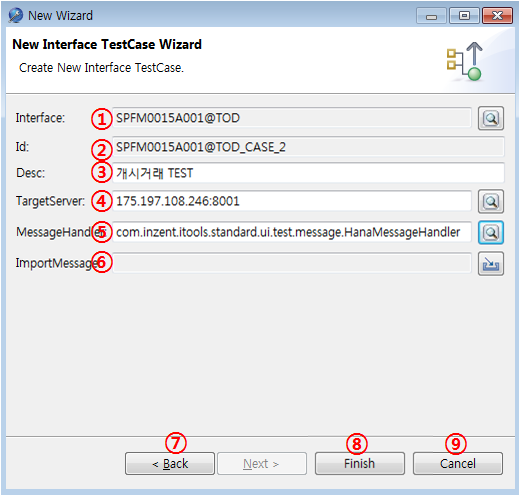 New Wizard
New Interface TestCase Wizard
Create New Interface TestCase.
Interface: ① SPFM0015A001@TOD
Id: ② SPFM0015A001@TOD_CASE_2
Desc: ③ 개시거래 TEST
TargetServer: ④ 175.197.108.246:8001
MessageHandler: ⑤ com.inzent.itools.standard.ui.test.message.HanaMessageHandler
ImportMessage ⑥
⑦ ⑧ ⑨
< Back Next > Finish Cancel